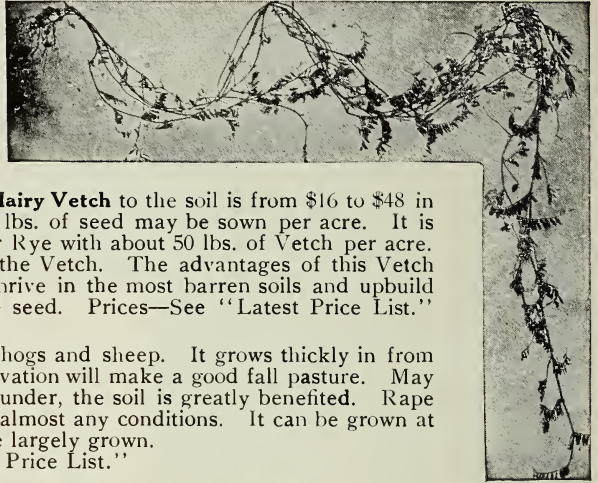 Hairy Vetch to the soil is from $16 to $48 in
lbs. of seed may be sown per acre. It is
Rye with about 50 lbs. of Vetch per acre.
the Vetch. The advantages of this Vetch
hrive in the most barren soils and upbuild
seed. Prices—See "Latest Price List."
hogs and sheep. It grows thickly in from
vation will make a good fall pasture. May
under, the soil is greatly benefited. Rape
almost any conditions. It can be grown at
largely grown.
Price List."